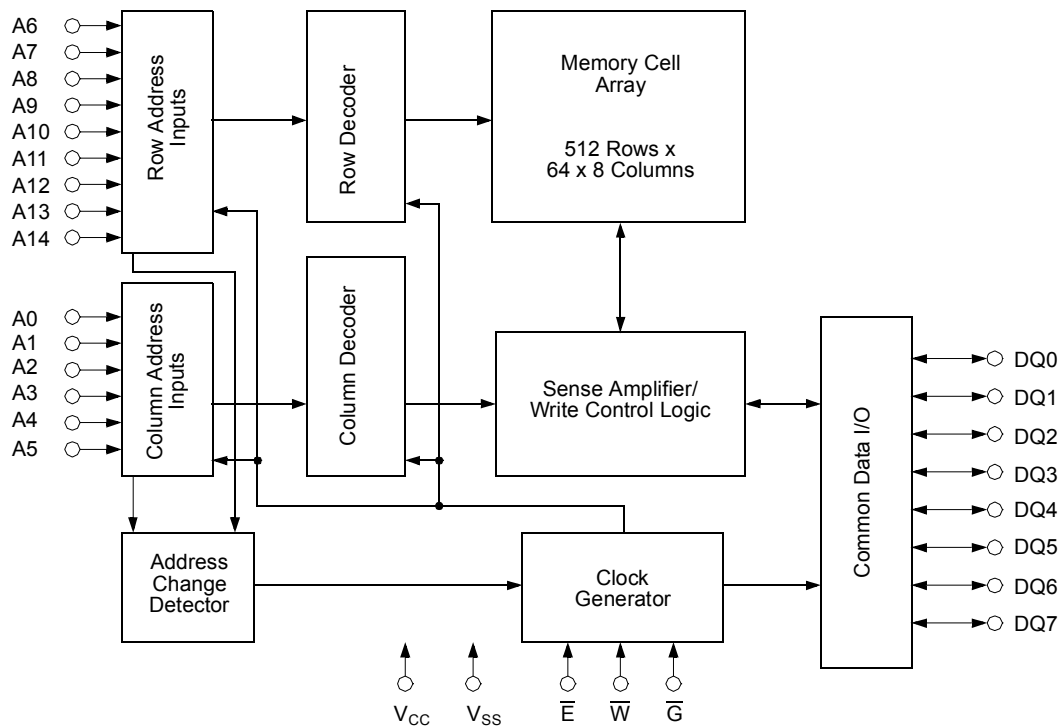 A6
A7
A8
A9
A10
A11
A12
A13
A14
Row Address
Inputs
Row Decoder
Memory Cell
Array
512 Rows x
64 x 8 Columns
A0
A1
A2
A3
A4
A5
Column Address
Inputs
Column Decoder
Sense Amplifier/
Write Control Logic
Common Data I/O
DQ0
DQ1
DQ2
DQ3
DQ4
DQ5
DQ6
DQ7
Address
Change
Detector
Clock
Generator
V_CC
V_SS
E̅
W̅
G̅